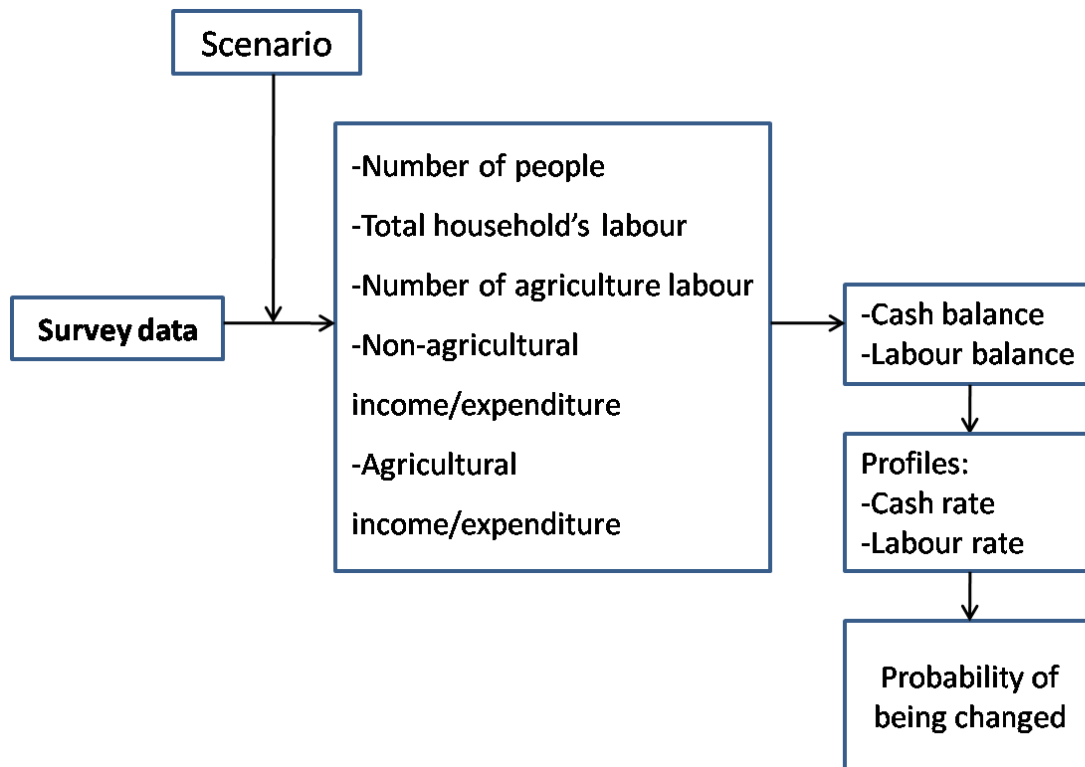 Scenario
-Number of people
-Total household’s labour
-Number of agriculture labour
-Non-agricultural
income/expenditure
-Agricultural
income/expenditure
Survey data
-Cash balance
-Labour balance
Profiles:
-Cash rate
-Labour rate
Probability of
being changed